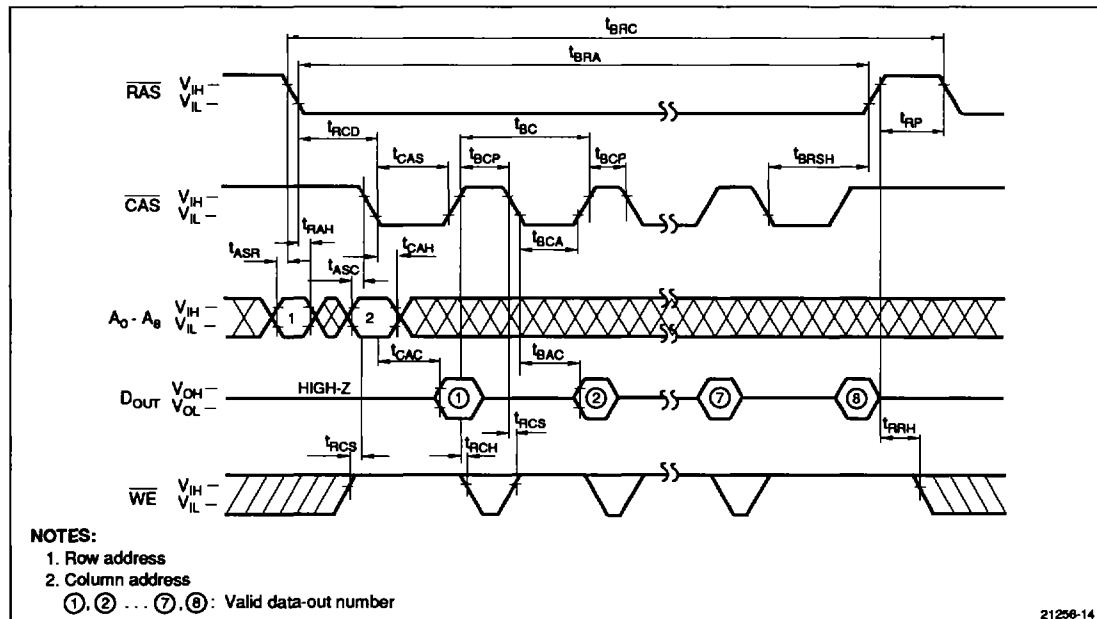 tBRC
tBRA
RAS VIH
VIL
tRCD tBC tRP
tCAS tBCP tBCP tBRSH
CAS VIH
VIL
tRAH tBCA
tASR tASC tCAH
A0 - A8 VIH
VIL
1 2
tCAC tBAC
DOUT VOH
VOL
HIGH-Z ① ② ⑦ ⑧
tRCS tRCH tRCS tRRH
WE VIH
VIL
NOTES:
1. Row address
2. Column address
①, ② ... ⑦, ⑧: Valid data-out number
21256-14